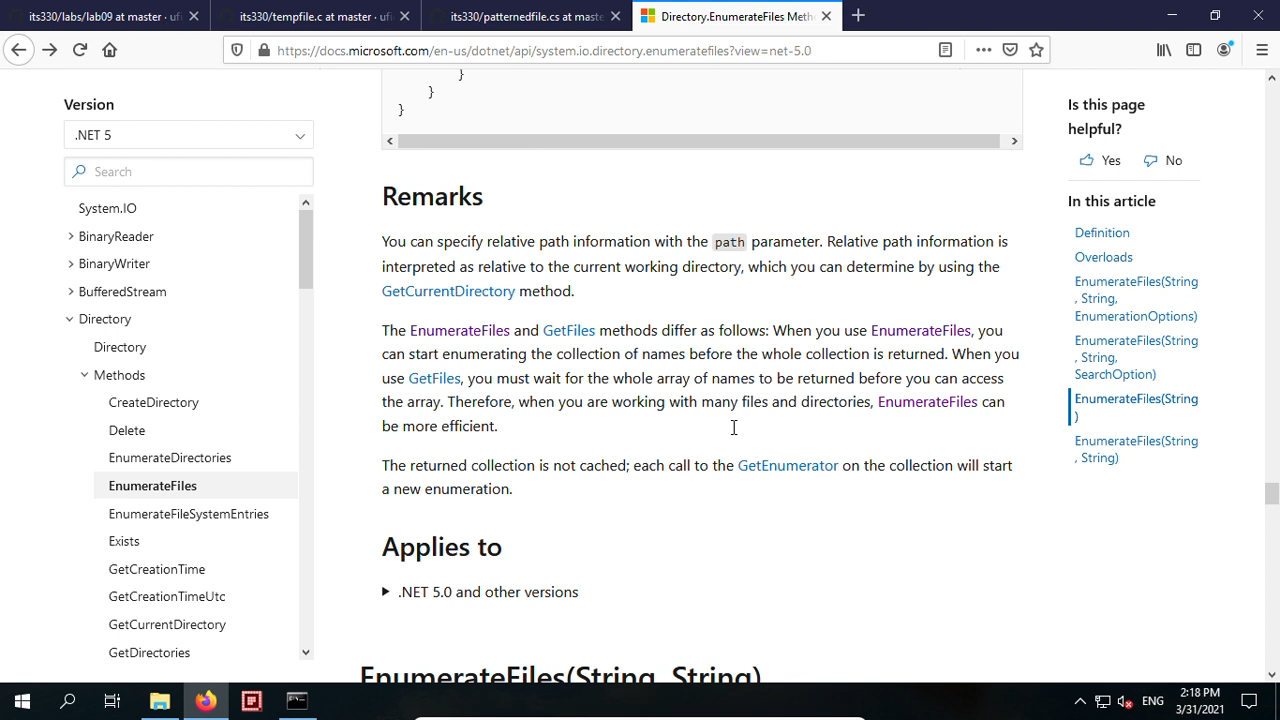 its330/labs/lab09 at master · ufi
its330/tempfile.c at master · ufi
its330/patternedfile.cs at maste
Directory.EnumerateFiles Meth
https://docs.microsoft.com/en-us/dotnet/api/system.io.directory.enumeratefiles?view=net-5.0
Version
.NET 5
Search
System.IO
BinaryReader
BinaryWriter
BufferedStream
Directory
Directory
Methods
CreateDirectory
Delete
EnumerateDirectories
EnumerateFiles
EnumerateFileSystemEntries
Exists
GetCreationTime
GetCreationTimeUtc
GetCurrentDirectory
GetDirectories
}
}
}
Remarks
You can specify relative path information with the path parameter. Relative path information is
interpreted as relative to the current working directory, which you can determine by using the
GetCurrentDirectory method.
The EnumerateFiles and GetFiles methods differ as follows: When you use EnumerateFiles, you
can start enumerating the collection of names before the whole collection is returned. When you
use GetFiles, you must wait for the whole array of names to be returned before you can access
the array. Therefore, when you are working with many files and directories, EnumerateFiles can
be more efficient.
The returned collection is not cached; each call to the GetEnumerator on the collection will start
a new enumeration.
Applies to
.NET 5.0 and other versions
EnumerateFiles(String, String)
Is this page
helpful?
Yes No
In this article
Definition
Overloads
EnumerateFiles(String
, String,
EnumerationOptions)
EnumerateFiles(String
, String,
SearchOption)
EnumerateFiles(String
)
EnumerateFiles(String
, String)
ENG
2:18 PM
3/31/2021